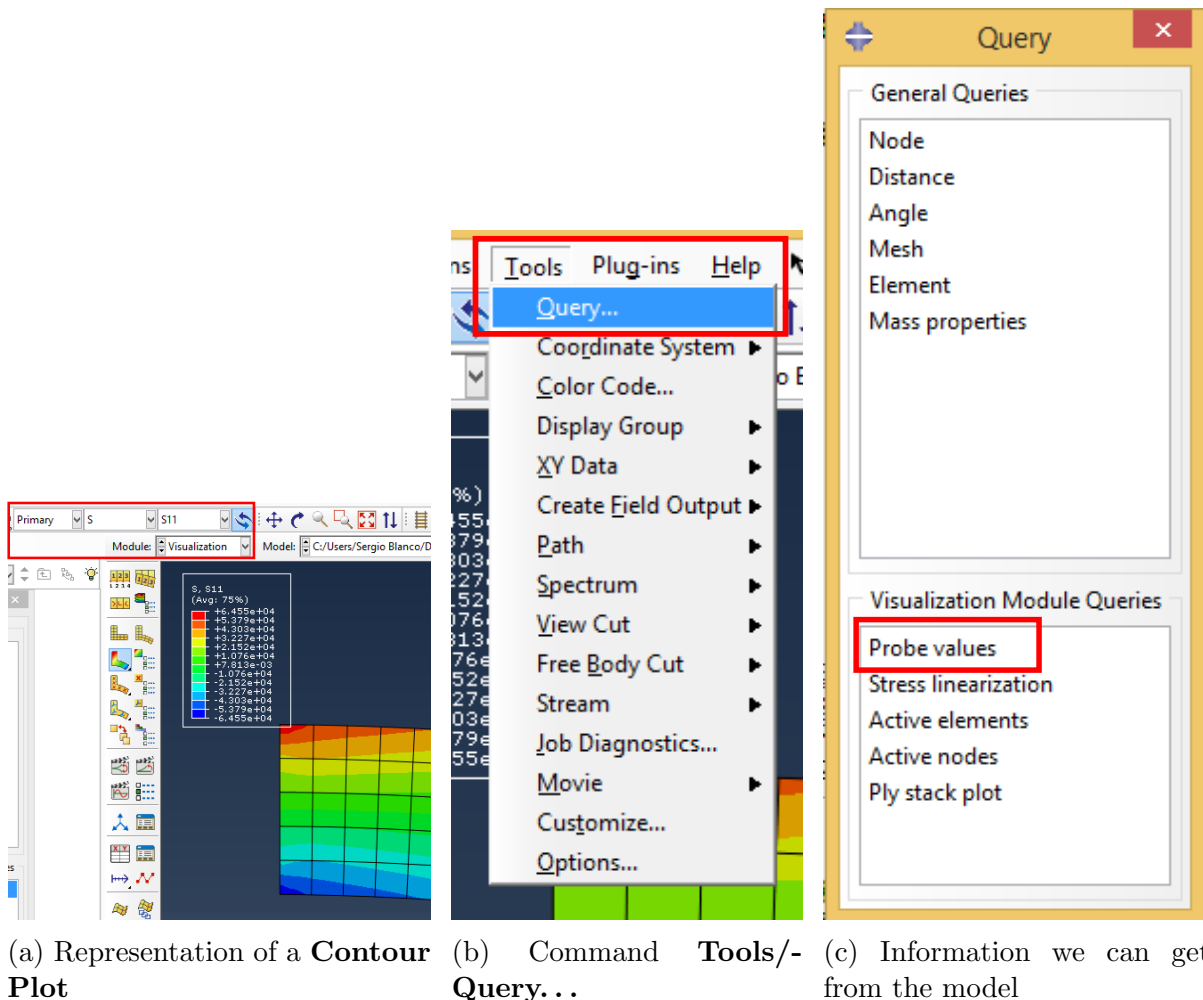 Primary S S11
Module: Visualization Model: C:/Users/Sergio Blanco/D
S, S11
(Avg: 75%)
+6.455e+04
+5.379e+04
+4.303e+04
+3.227e+04
+2.152e+04
+1.076e+04
+7.813e-03
-1.076e+04
-2.152e+04
-3.227e+04
-4.303e+04
-5.379e+04
-6.455e+04
(a) Representation of a Contour
Plot
ns Tools Plug-ins Help
Query...
Coordinate System
Color Code...
Display Group
XY Data
Create Field Output
Path
Spectrum
View Cut
Free Body Cut
Stream
Job Diagnostics...
Movie
Customize...
Options...
(b) Command Tools/-
Query...
Query
General Queries
Node
Distance
Angle
Mesh
Element
Mass properties
Visualization Module Queries
Probe values
Stress linearization
Active elements
Active nodes
Ply stack plot
(c) Information we can get
from the model